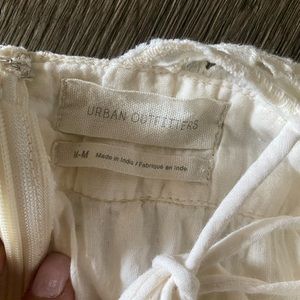 URBAN OUTFITTERS
M-M
Made in India / Fabriqué en Inde